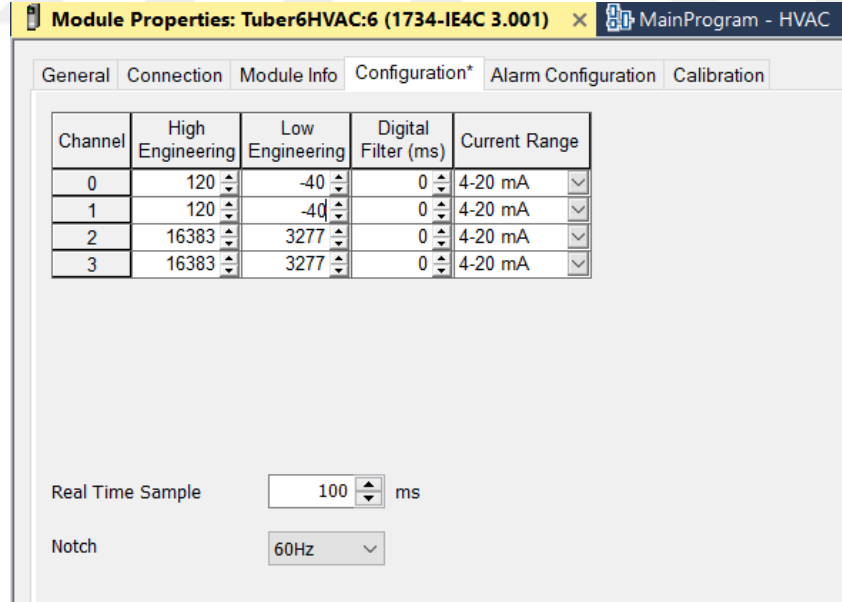 Module Properties: Tuber6HVAC:6 (1734-IE4C 3.001) × MainProgram - HVAC
General Connection Module Info Configuration* Alarm Configuration Calibration
Channel High Engineering Low Engineering Digital Filter (ms) Current Range
0 120 -40 0 4-20 mA
1 120 -40 0 4-20 mA
2 16383 3277 0 4-20 mA
3 16383 3277 0 4-20 mA
Real Time Sample 100 ms
Notch 60Hz